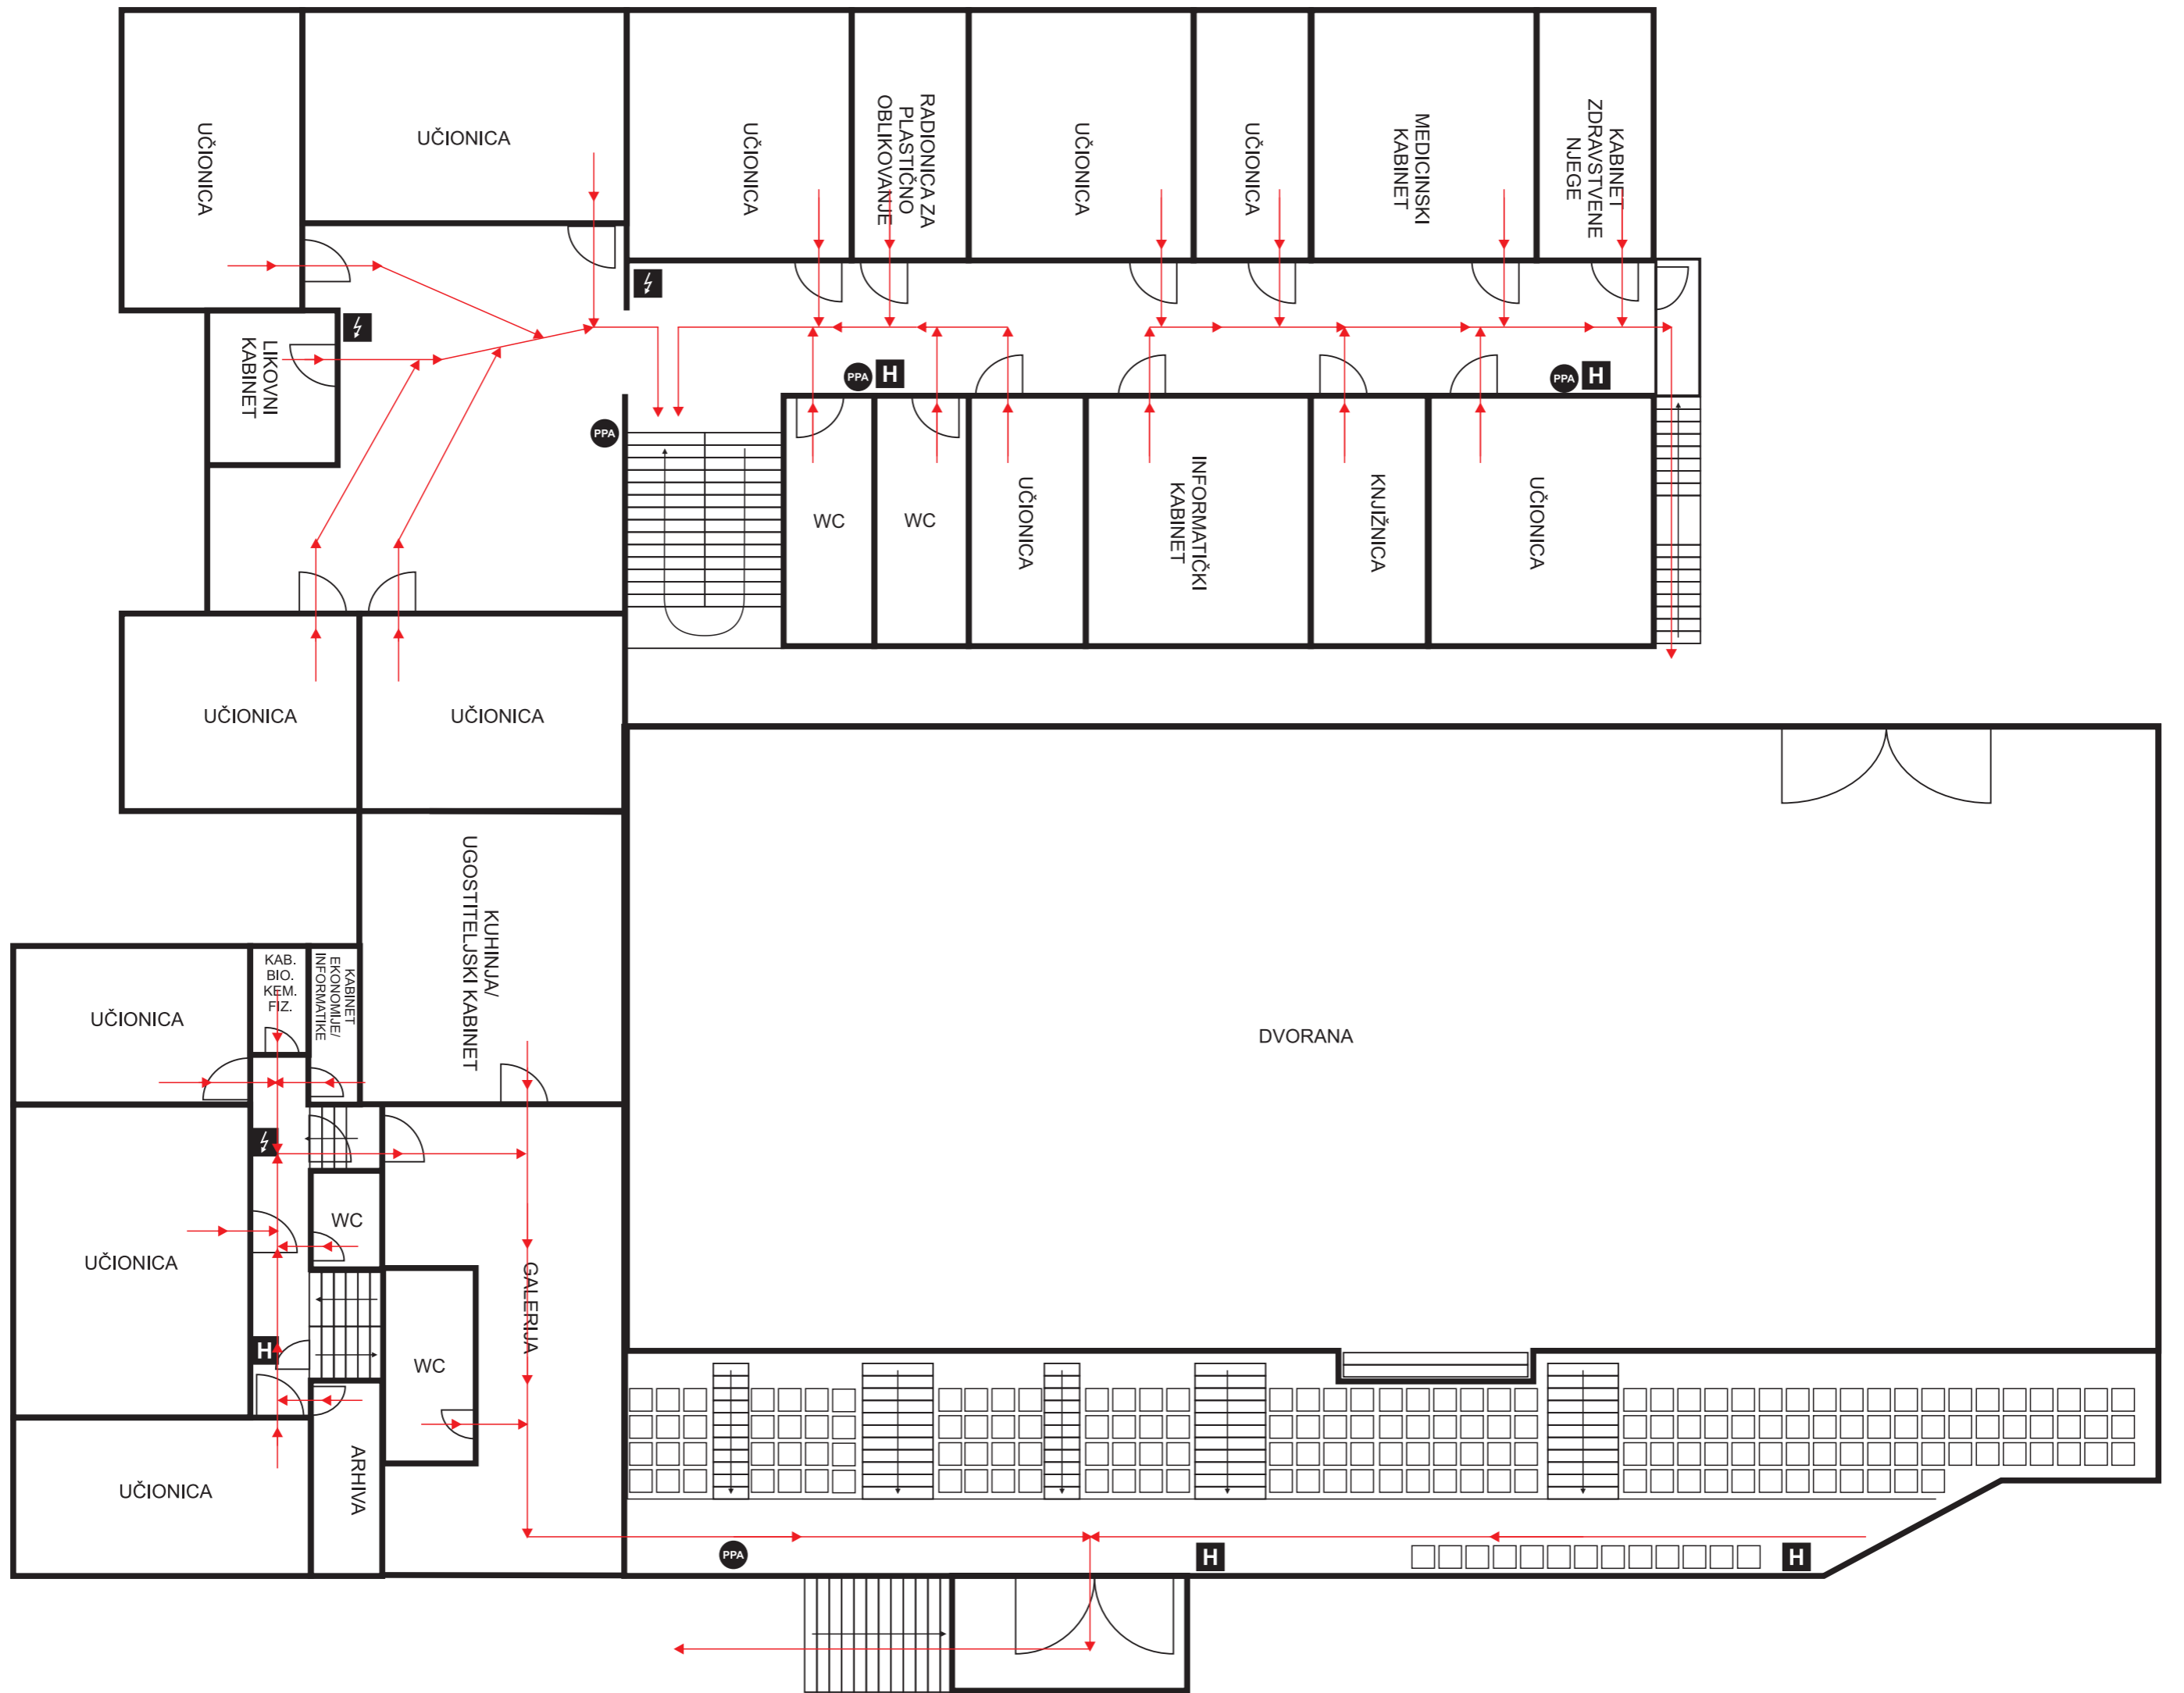 UČIONICA
UČIONICA
UČIONICA
RADIONICA ZA
PLASTIČNO
OBLIKOVANJE
UČIONICA
UČIONICA
MEDICINSKI
KABINET
KABINET
ZDRAVSTVENE
NJEGE
LIKOVNI
KABINET
PPA
H
PPA
H
PPA
WC
WC
UČIONICA
INFORMATIČKI
KABINET
KNJIŽNICA
UČIONICA
UČIONICA
UČIONICA
KUHINJA/
UGOSTITELJSKI KABINET
UČIONICA
KAB.
BIO.
KEM.
FIZ.
KABINET
EKONOMIJE/
INFORMATIKE
DVORANA
UČIONICA
WC
GALERIJA
H
WC
UČIONICA
ARHIVA
PPA
H
H